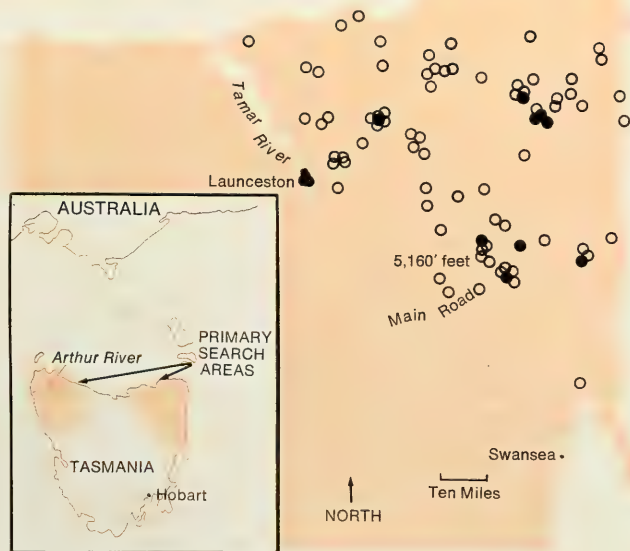 Tamar River
Launceston
5,160' feet
Main Road
Swansea
Ten Miles
NORTH
AUSTRALIA
PRIMARY
SEARCH
AREAS
Arthur River
TASMANIA
Hobart